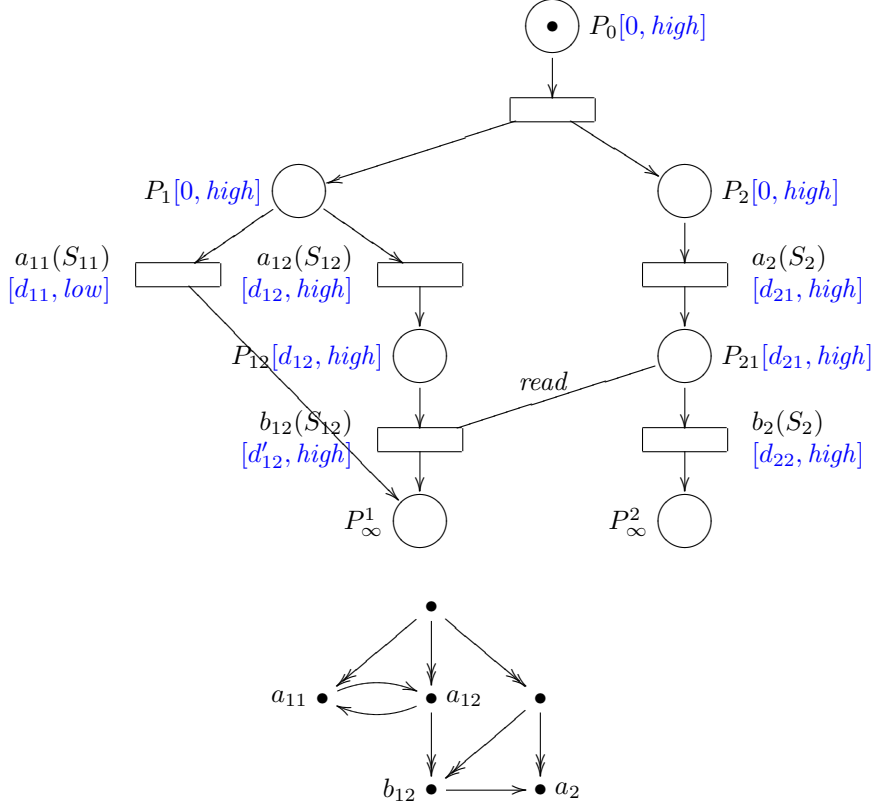 P₀[0, high]
P₁[0, high]
P₂[0, high]
a₁₁(S₁₁)
[d₁₁, low]
a₁₂(S₁₂)
[d₁₂, high]
a₂(S₂)
[d₂₁, high]
P₁₂[d₁₂, high]
read
P₂₁[d₂₁, high]
b₁₂(S₁₂)
[d′₁₂, high]
b₂(S₂)
[d₂₂, high]
P¹∞
P²∞
a₁₁
a₁₂
b₁₂
a₂